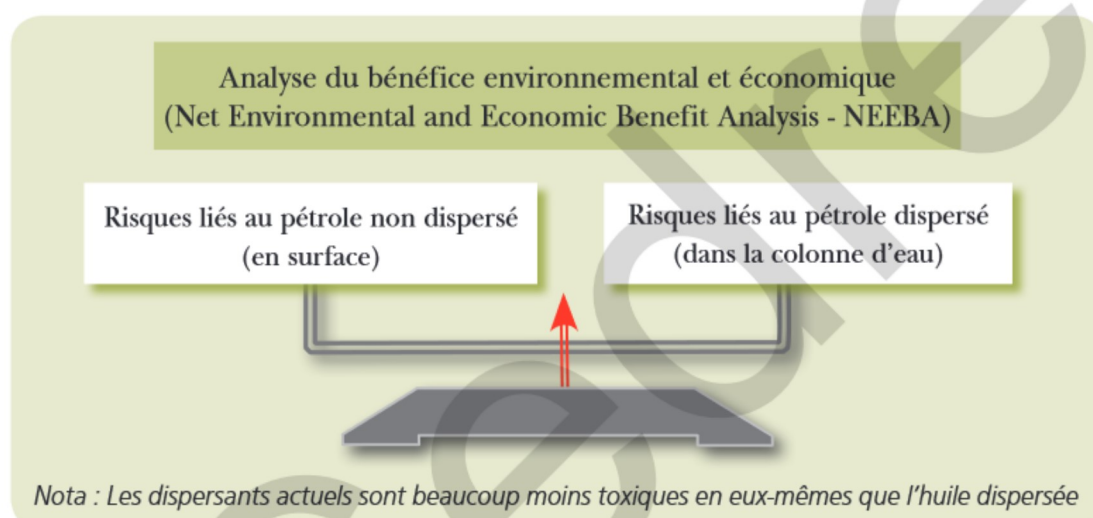 Analyse du bénéfice environnemental et économique
(Net Environmental and Economic Benefit Analysis - NEEBA)
Risques liés au pétrole non dispersé
(en surface)
Risques liés au pétrole dispersé
(dans la colonne d'eau)
Nota : Les dispersants actuels sont beaucoup moins toxiques en eux-mêmes que l'huile dispersée